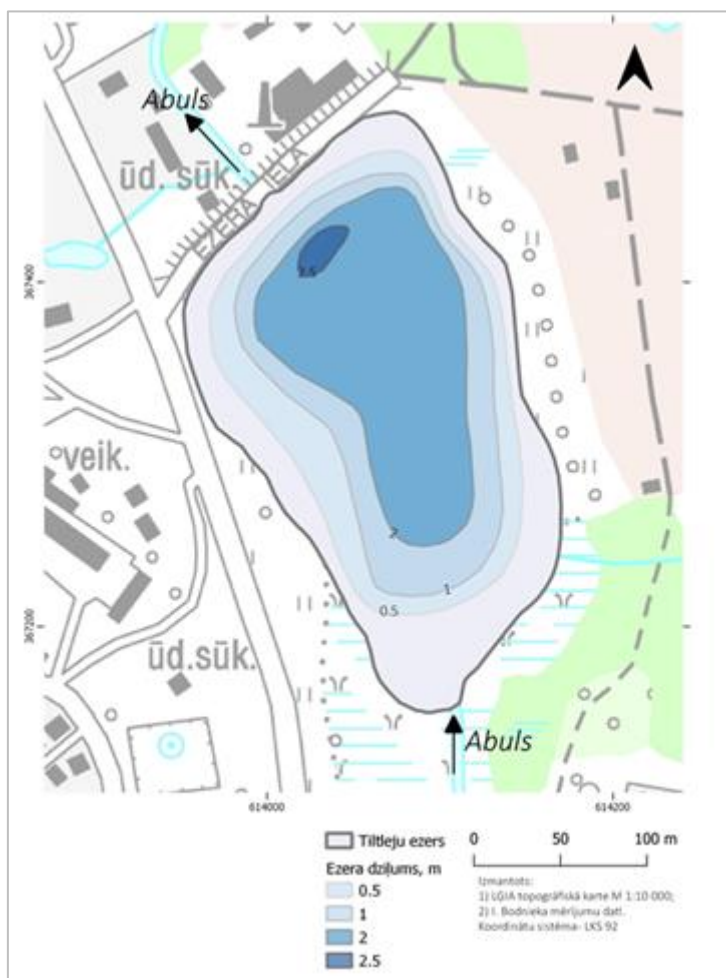 Abuls
ūd. sūk.
EZERA IELA
2.5
367400
veik.
2
1
0.5
367200
ūd.sūk.
Abuls
614000
614200
Tiltleju ezers
0
50
100 m
Ezera dziļums, m
0.5
1
2
2.5
Izmantots:
1) LĢIA topogrāfiskā karte M 1:10 000;
2) I. Bodnieka mērījumu dati.
Koordinātu sistēma- LKS 92